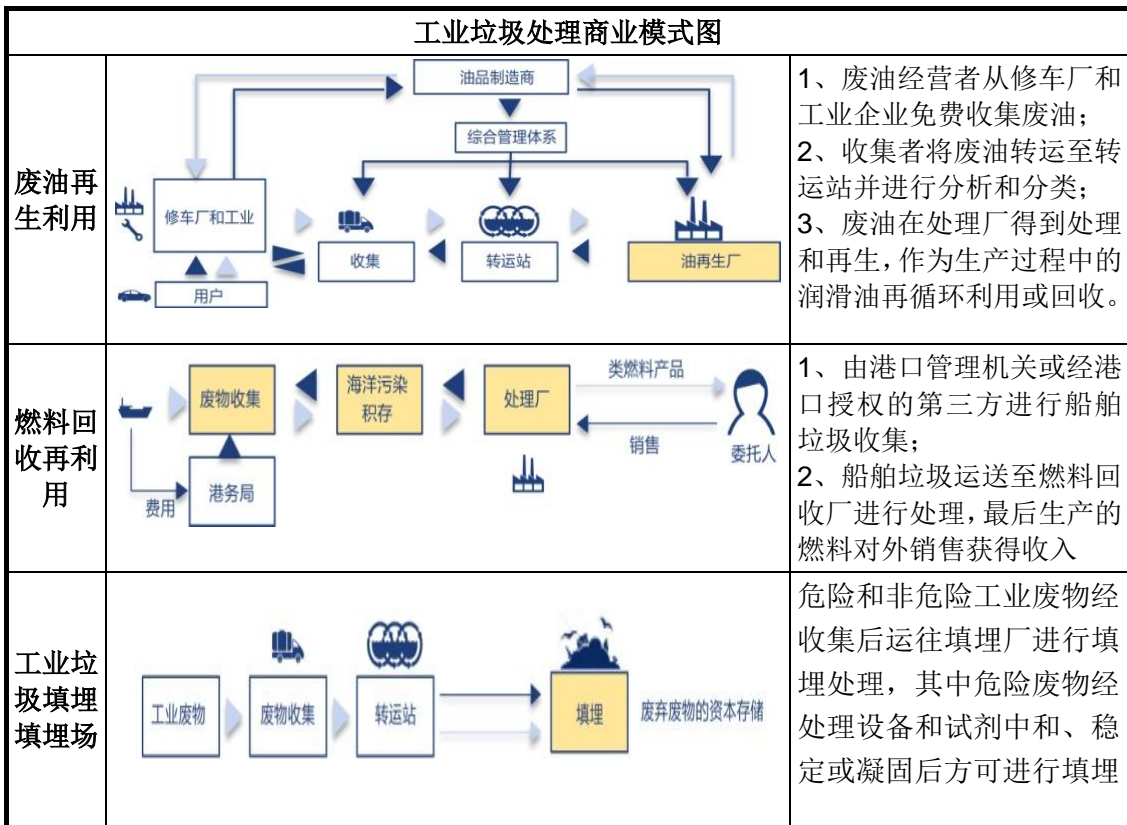 工业垃圾处理商业模式图
废油再
生利用
油品制造商
综合管理体系
修车厂和工业
收集
转运站
油再生厂
用户
1、废油经营者从修车厂和
工业企业免费收集废油；
2、收集者将废油转运至转
运站并进行分析和分类；
3、废油在处理厂得到处理
和再生，作为生产过程中的
润滑油再循环利用或回收。
燃料回
收再利
用
废物收集
海洋污染
积存
处理厂
类燃料产品
销售
委托人
费用
港务局
1、由港口管理机关或经港
口授权的第三方进行船舶
垃圾收集；
2、船舶垃圾运送至燃料回
收厂进行处理，最后生产的
燃料对外销售获得收入
工业垃
圾填埋
填埋场
工业废物
废物收集
转运站
填埋
废弃废物的资本存储
危险和非危险工业废物经
收集后运往填埋厂进行填
埋处理，其中危险废物经
处理设备和试剂中和、稳
定或凝固后方可进行填埋